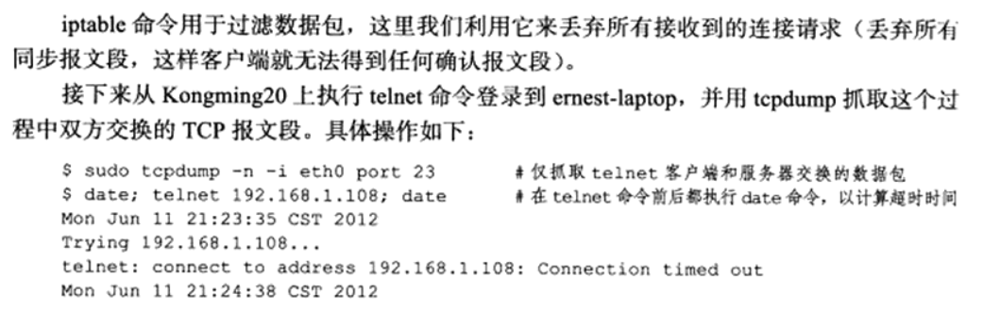 iptable 命令用于过滤数据包，这里我们利用它来丢弃所有接收到的连接请求（丢弃所有
同步报文段，这样客户端就无法得到任何确认报文段）。
接下来从 Kongming20 上执行 telnet 命令登录到 ernest-laptop，并用 tcpdump 抓取这个过
程中双方交换的 TCP 报文段。具体操作如下：
$ sudo tcpdump -n -i eth0 port 23 # 仅抓取 telnet 客户端和服务器交换的数据包
$ date; telnet 192.168.1.108; date # 在 telnet 命令前后都执行 date 命令，以计算超时时间
Mon Jun 11 21:23:35 CST 2012
Trying 192.168.1.108...
telnet: connect to address 192.168.1.108: Connection timed out
Mon Jun 11 21:24:38 CST 2012